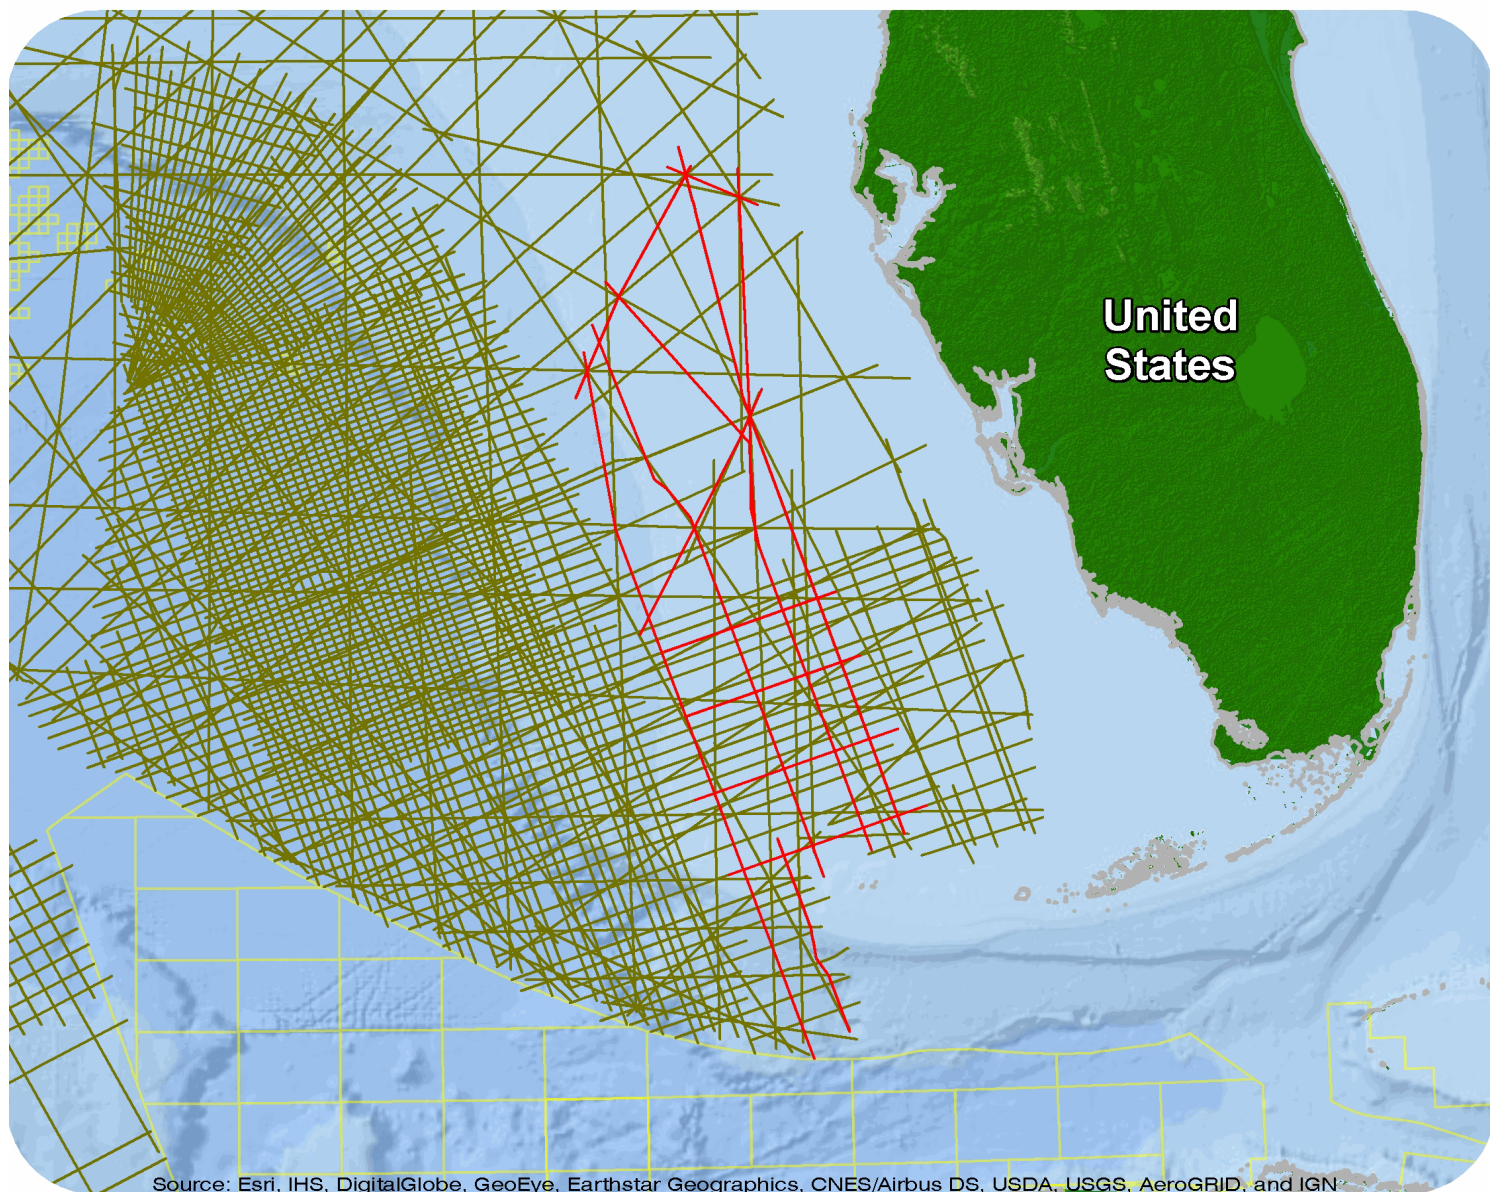 United
States
Source: Esri, IHS, DigitalGlobe, GeoEye, Earthstar Geographics, CNES/Airbus DS, USDA, USGS, AeroGRID, and IGN